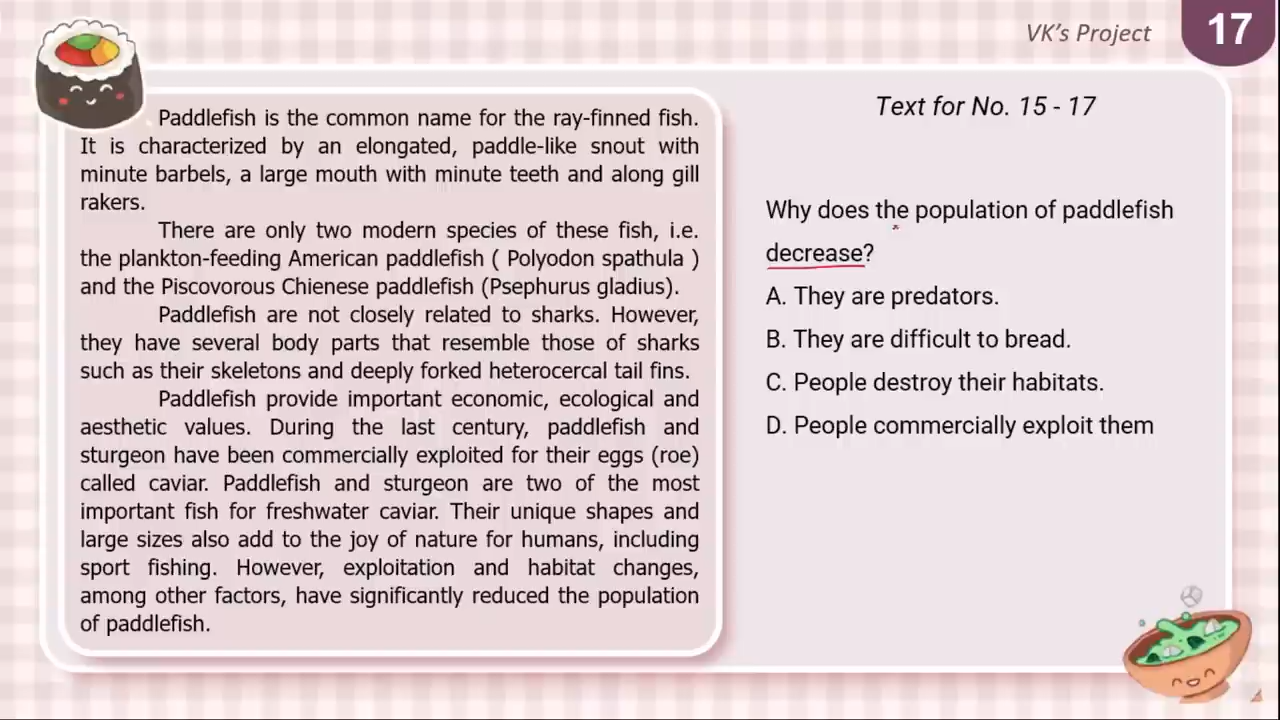 VK's Project
17
Paddlefish is the common name for the ray-finned fish.
It is characterized by an elongated, paddle-like snout with
minute barbels, a large mouth with minute teeth and along gill
rakers.
There are only two modern species of these fish, i.e.
the plankton-feeding American paddlefish ( Polyodon spathula )
and the Piscovorous Chienese paddlefish (Psephurus gladius).
Paddlefish are not closely related to sharks. However,
they have several body parts that resemble those of sharks
such as their skeletons and deeply forked heterocercal tail fins.
Paddlefish provide important economic, ecological and
aesthetic values. During the last century, paddlefish and
sturgeon have been commercially exploited for their eggs (roe)
called caviar. Paddlefish and sturgeon are two of the most
important fish for freshwater caviar. Their unique shapes and
large sizes also add to the joy of nature for humans, including
sport fishing. However, exploitation and habitat changes,
among other factors, have significantly reduced the population
of paddlefish.
Text for No. 15 - 17
Why does the population of paddlefish
decrease?
A. They are predators.
B. They are difficult to bread.
C. People destroy their habitats.
D. People commercially exploit them